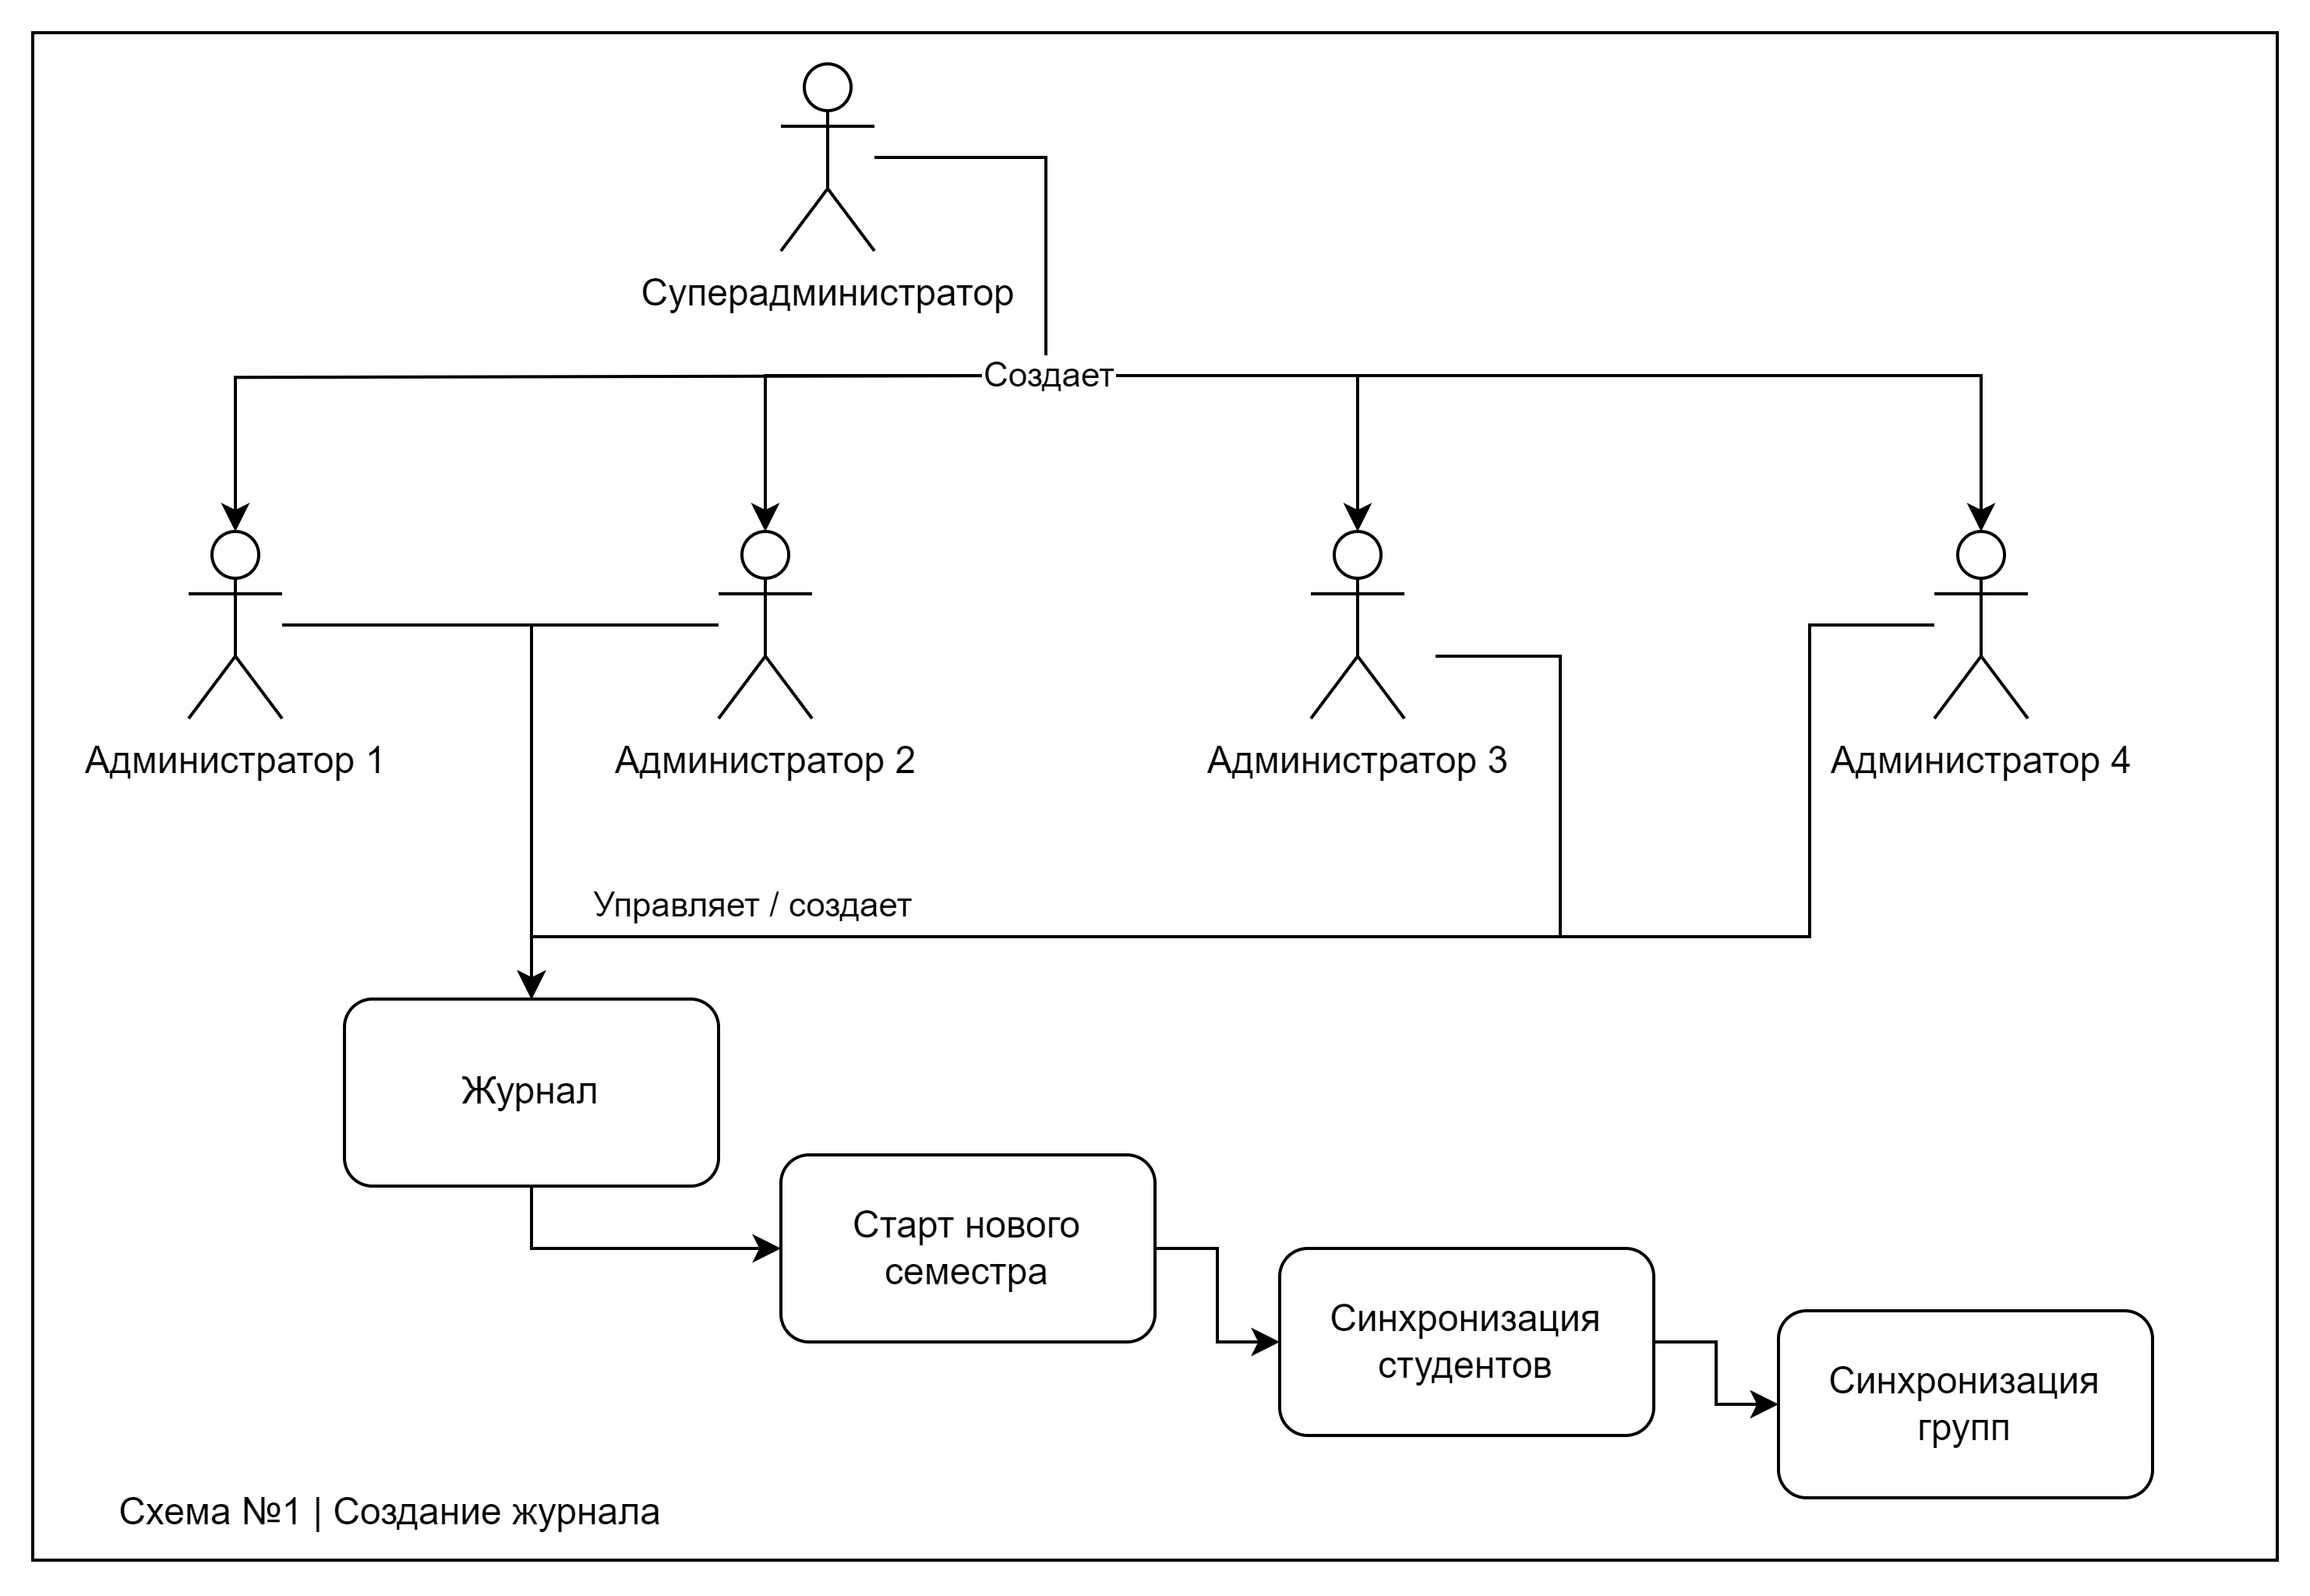 Суперадминистратор
Создает
Администратор 1
Администратор 2
Администратор 3
Администратор 4
Управляет / создает
Журнал
Старт нового
семестра
Синхронизация
студентов
Синхронизация
групп
Схема №1 | Создание журнала